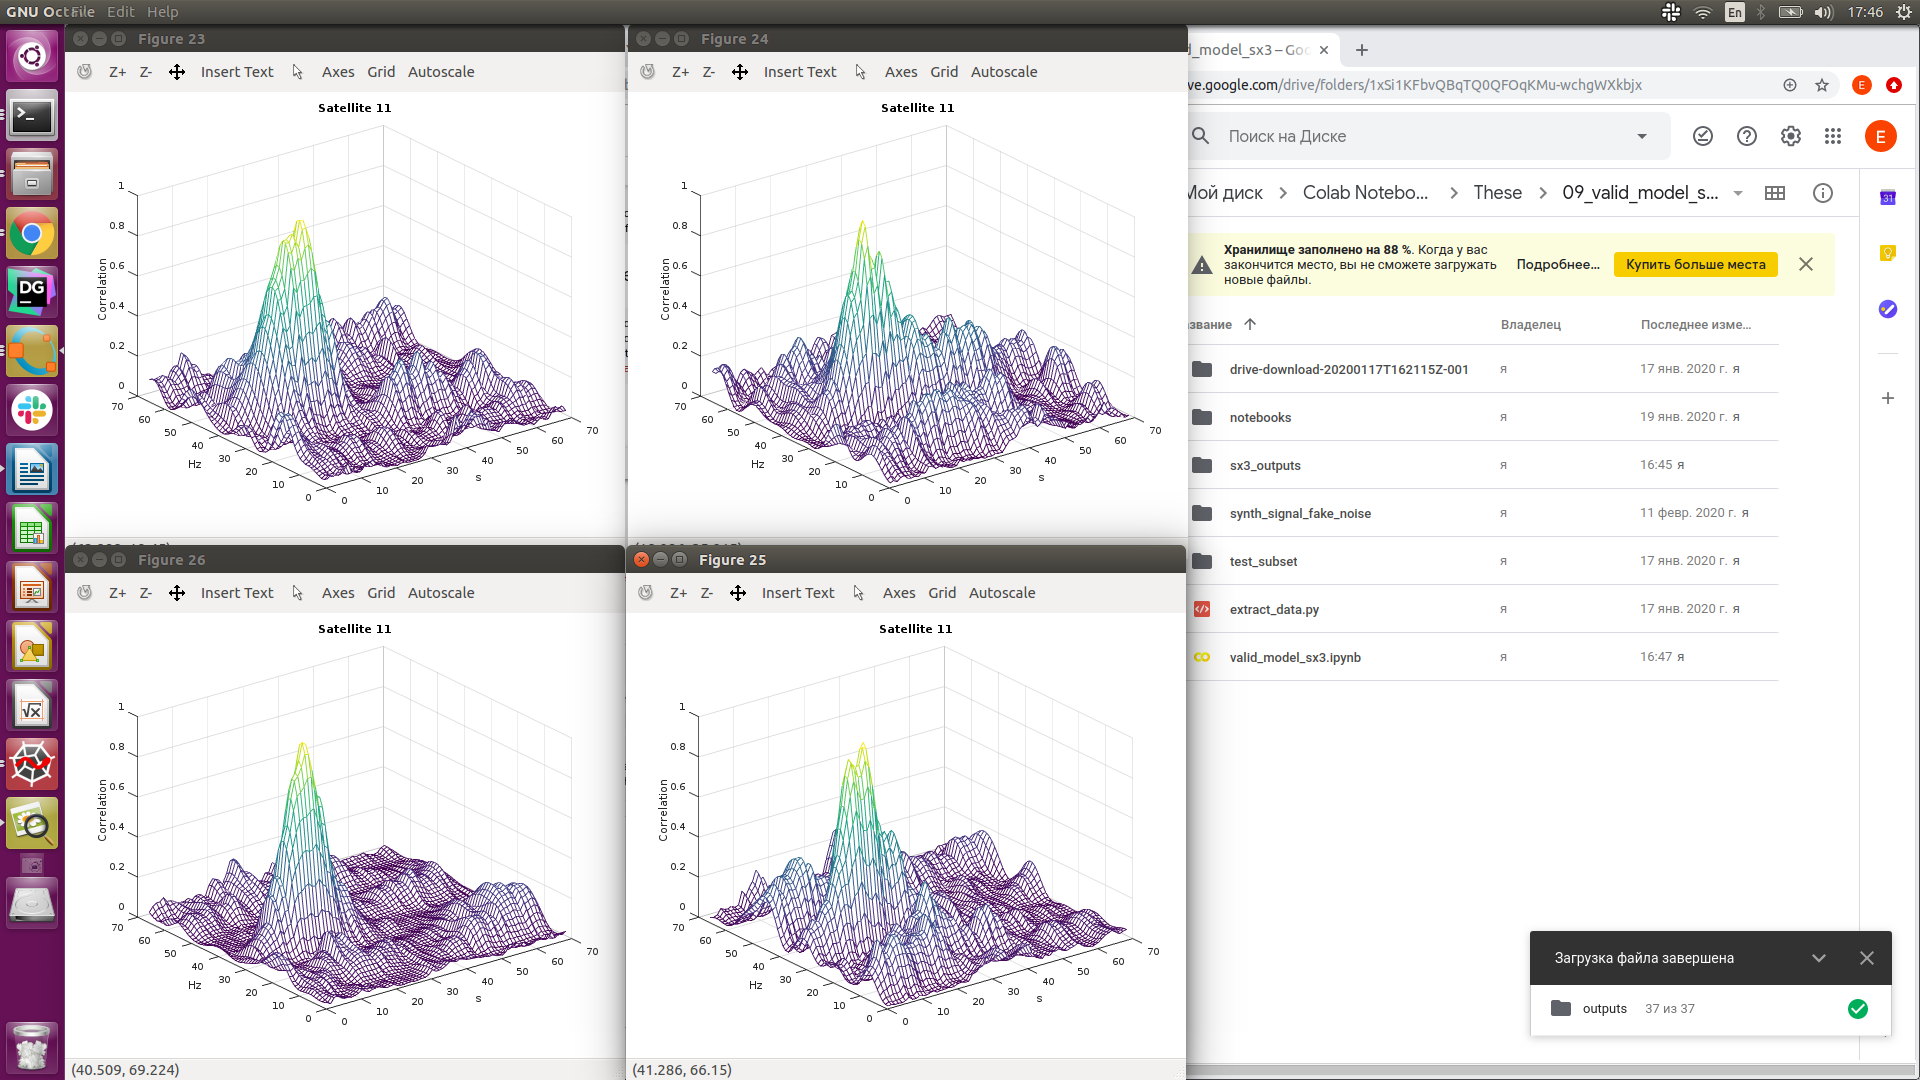 GNU Oct File Edit Help
En 17:46
Figure 23
Z+ Z- Insert Text Axes Grid Autoscale
Satellite 11
Correlation
1
0.8
0.6
0.4
0.2
0
70
60
50
40
30
20
10
0
Hz
0
10
20
30
40
50
60
70
s
Figure 24
Z+ Z- Insert Text Axes Grid Autoscale
Satellite 11
Correlation
1
0.8
0.6
0.4
0.2
0
70
60
50
40
30
20
10
0
Hz
0
10
20
30
40
50
60
70
s
Figure 26
Z+ Z- Insert Text Axes Grid Autoscale
Satellite 11
Correlation
1
0.8
0.6
0.4
0.2
0
70
60
50
40
30
20
10
0
Hz
0
10
20
30
40
50
60
70
s
(40.509, 69.224)
Figure 25
Z+ Z- Insert Text Axes Grid Autoscale
Satellite 11
Correlation
1
0.8
0.6
0.4
0.2
0
70
60
50
40
30
20
10
0
Hz
0
10
20
30
40
50
60
70
s
(41.286, 66.15)
d_model_sx3 – Goo
ve.google.com/drive/folders/1xSi1KFbvQBqTQ0QFOqKMu-wchgWXkbjx
E
Поиск на Диске
E
Мой диск > Colab Notebo... > These > 09_valid_model_s...
31
Хранилище заполнено на 88 %. Когда у вас
закончится место, вы не сможете загружать
новые файлы.
Подробнее...
Купить больше места
звание Владелец Последнее изме...
drive-download-20200117T162115Z-001 я 17 янв. 2020 г. я
notebooks я 19 янв. 2020 г. я
sx3_outputs я 16:45 я
synth_signal_fake_noise я 11 февр. 2020 г. я
test_subset я 17 янв. 2020 г. я
extract_data.py я 17 янв. 2020 г. я
valid_model_sx3.ipynb я 16:47 я
Загрузка файла завершена
outputs 37 из 37
DG